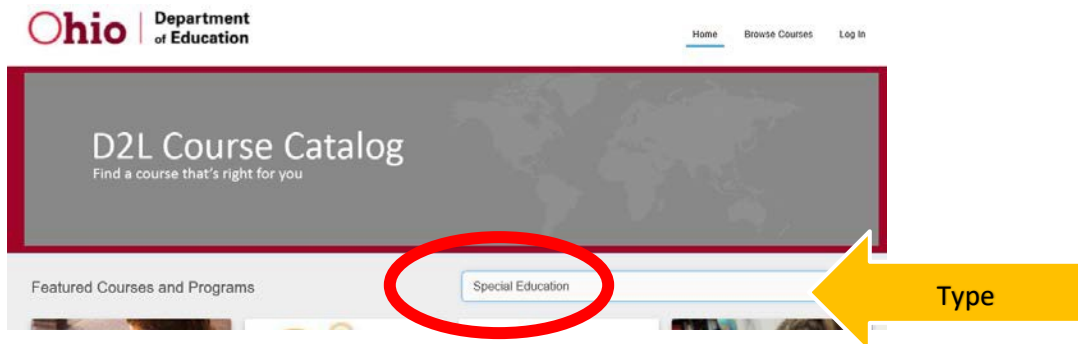 Ohio Department of Education
Home Browse Courses Log In
D2L Course Catalog
Find a course that's right for you
Featured Courses and Programs
Special Education
Type